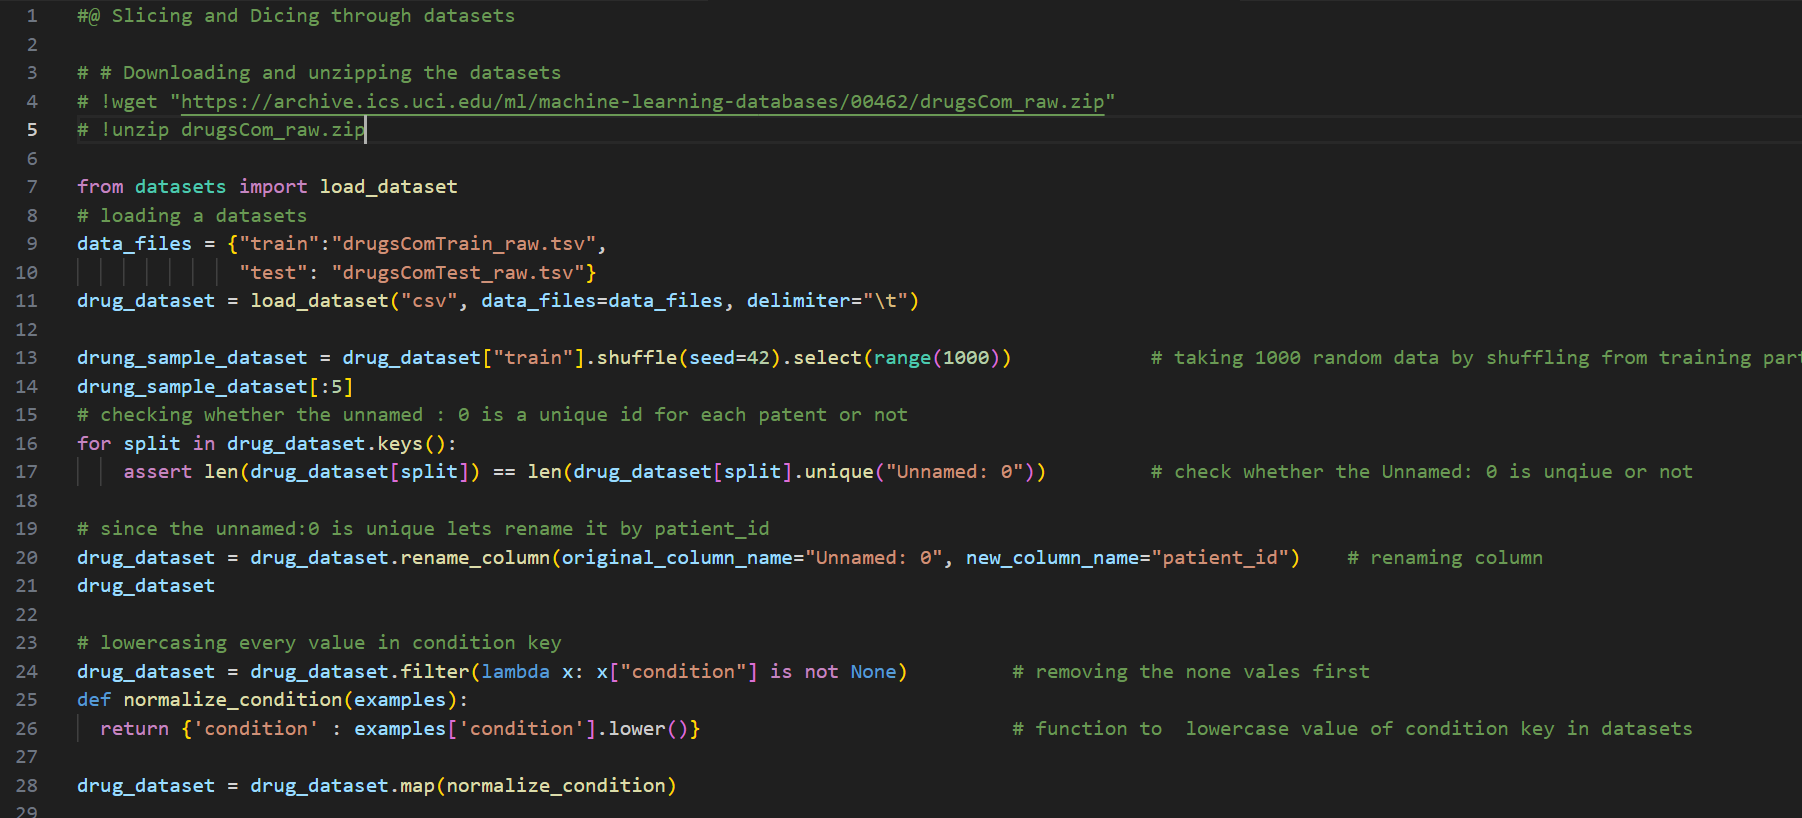 1 #@ Slicing and Dicing through datasets
2
3 # # Downloading and unzipping the datasets
4 # !wget "https://archive.ics.uci.edu/ml/machine-learning-databases/00462/drugsCom_raw.zip"
5 # !unzip drugsCom_raw.zip
6
7 from datasets import load_dataset
8 # loading a datasets
9 data_files = {"train":"drugsComTrain_raw.tsv",
10 "test": "drugsComTest_raw.tsv"}
11 drug_dataset = load_dataset("csv", data_files=data_files, delimiter="\t")
12
13 drung_sample_dataset = drug_dataset["train"].shuffle(seed=42).select(range(1000)) # taking 1000 random data by shuffling from training part
14 drung_sample_dataset[:5]
15 # checking whether the unnamed : 0 is a unique id for each patent or not
16 for split in drug_dataset.keys():
17 assert len(drug_dataset[split]) == len(drug_dataset[split].unique("Unnamed: 0")) # check whether the Unnamed: 0 is unqiue or not
18
19 # since the unnamed:0 is unique lets rename it by patient_id
20 drug_dataset = drug_dataset.rename_column(original_column_name="Unnamed: 0", new_column_name="patient_id") # renaming column
21 drug_dataset
22
23 # lowercasing every value in condition key
24 drug_dataset = drug_dataset.filter(lambda x: x["condition"] is not None) # removing the none vales first
25 def normalize_condition(examples):
26 return {'condition' : examples['condition'].lower()} # function to  lowercase value of condition key in datasets
27
28 drug_dataset = drug_dataset.map(normalize_condition)
29